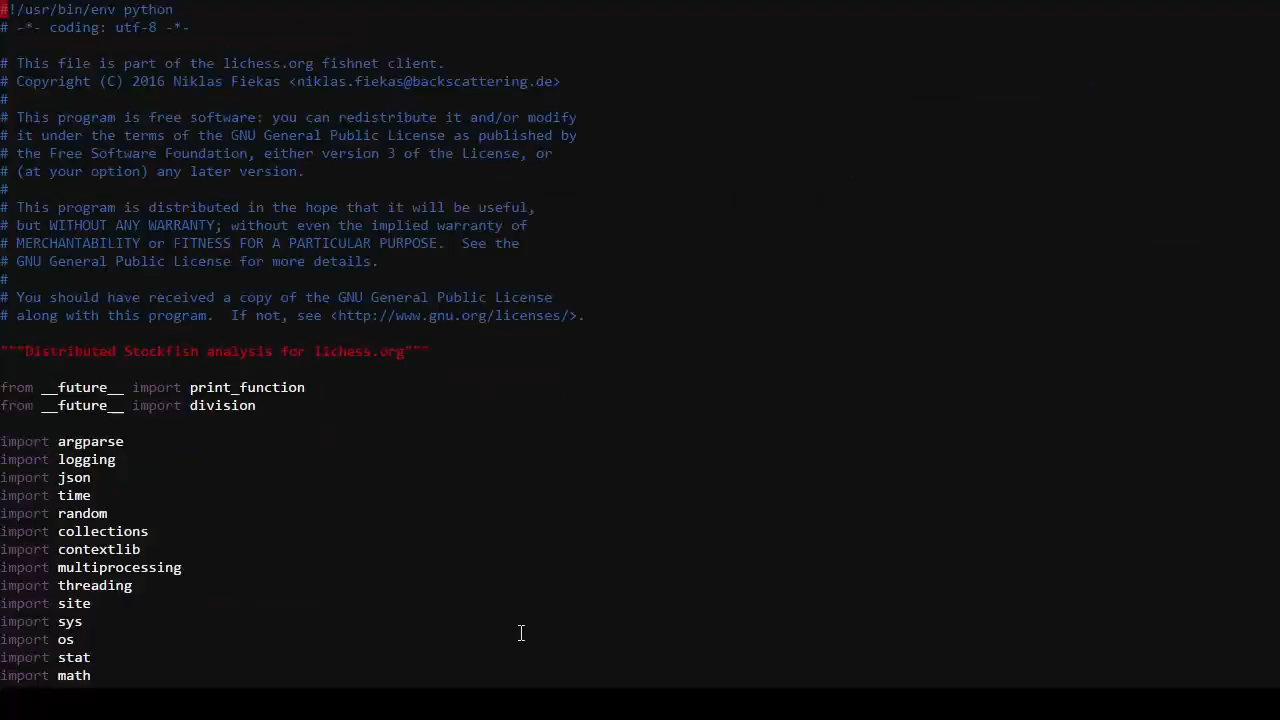 #!/usr/bin/env python
# -*- coding: utf-8 -*-
# This file is part of the lichess.org fishnet client.
# Copyright (C) 2016 Niklas Fiekas <niklas.fiekas@backscattering.de>
#
# This program is free software: you can redistribute it and/or modify
# it under the terms of the GNU General Public License as published by
# the Free Software Foundation, either version 3 of the License, or
# (at your option) any later version.
#
# This program is distributed in the hope that it will be useful,
# but WITHOUT ANY WARRANTY; without even the implied warranty of
# MERCHANTABILITY or FITNESS FOR A PARTICULAR PURPOSE.  See the
# GNU General Public License for more details.
#
# You should have received a copy of the GNU General Public License
# along with this program.  If not, see <http://www.gnu.org/licenses/>.
"""Distributed Stockfish analysis for lichess.org"""
from __future__ import print_function
from __future__ import division
import argparse
import logging
import json
import time
import random
import collections
import contextlib
import multiprocessing
import threading
import site
import sys
import os
import stat
import math